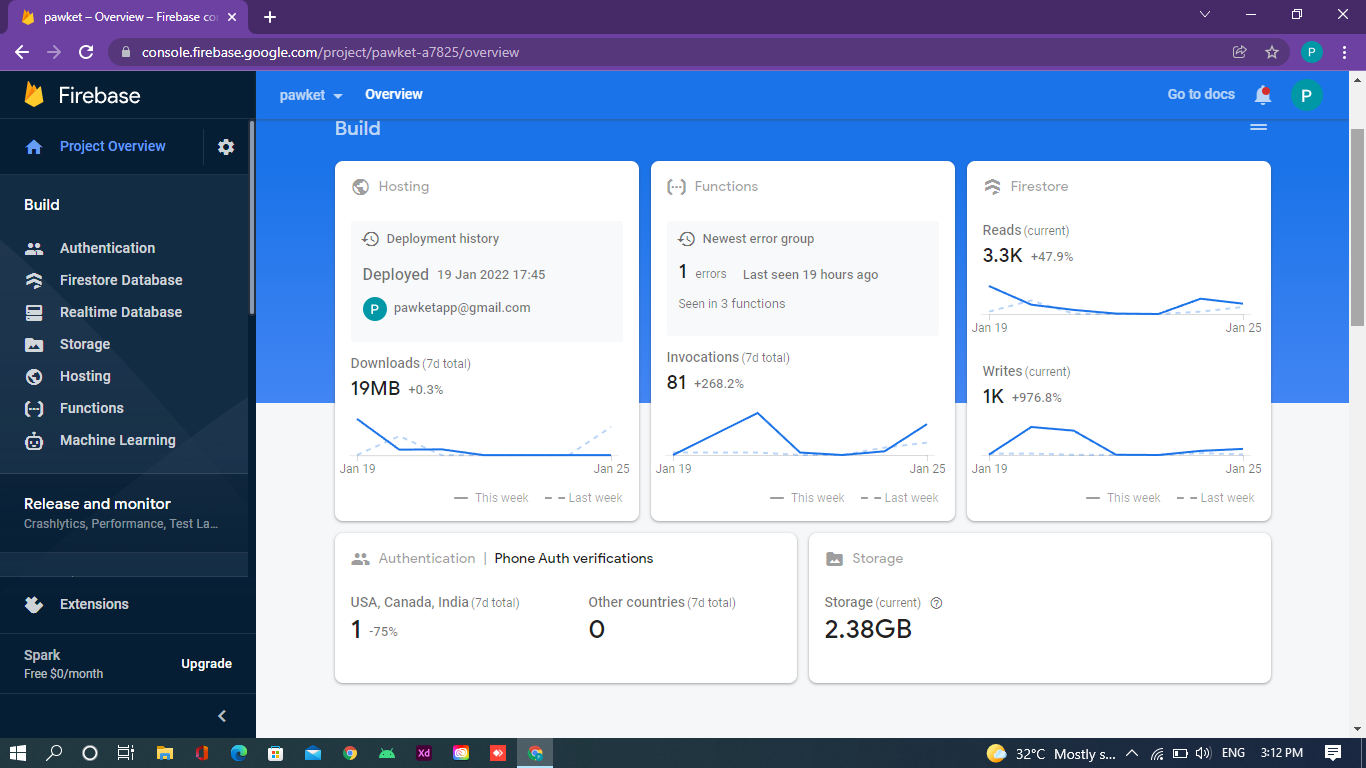 pawket – Overview – Firebase co
console.firebase.google.com/project/pawket-a7825/overview
P
Firebase
pawket
Overview
Go to docs
P
Project Overview
Build
Authentication
Firestore Database
Realtime Database
Storage
Hosting
Functions
Machine Learning
Release and monitor
Crashlytics, Performance, Test La...
Extensions
Spark
Free $0/month
Upgrade
Build
Hosting
Deployment history
Deployed 19 Jan 2022 17:45
P pawketapp@gmail.com
Downloads (7d total)
19MB +0.3%
Jan 19 Jan 25
This week Last week
Functions
Newest error group
1 errors Last seen 19 hours ago
Seen in 3 functions
Invocations (7d total)
81 +268.2%
Jan 19 Jan 25
This week Last week
Firestore
Reads (current)
3.3K +47.9%
Jan 19 Jan 25
Writes (current)
1K +976.8%
Jan 19 Jan 25
This week Last week
Authentication | Phone Auth verifications
USA, Canada, India (7d total) Other countries (7d total)
1 -75% 0
Storage
Storage (current)
2.38GB
Xd
32°C Mostly s...
ENG
3:12 PM